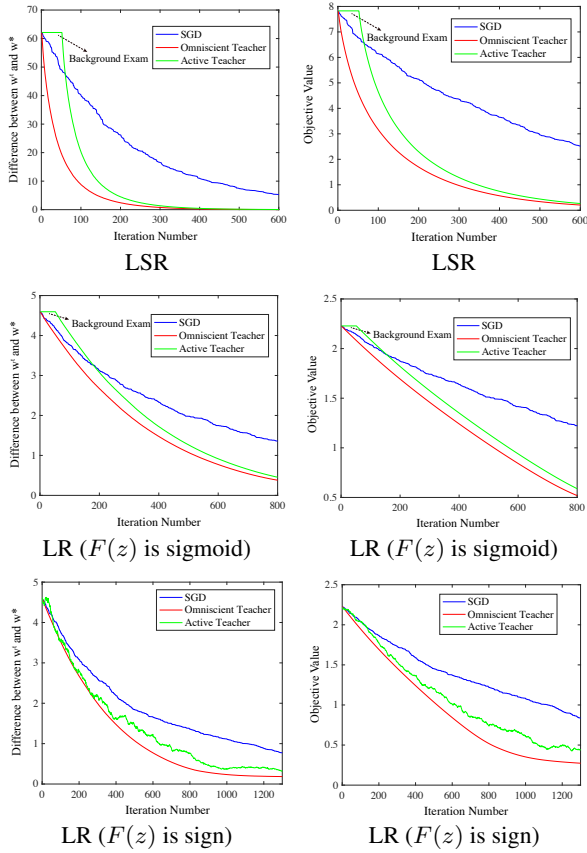 70
60
50
40
30
20
10
0
0 100 200 300 400 500 600
Difference between wᵗ and w*
Iteration Number
Background Exam
SGD
Omniscient Teacher
Active Teacher
LSR
8
7
6
5
4
3
2
1
0
0 100 200 300 400 500 600
Objective Value
Iteration Number
Background Exam
SGD
Omniscient Teacher
Active Teacher
LSR
5
4
3
2
1
0
0 200 400 600 800
Difference between wᵗ and w*
Iteration Number
Background Exam
SGD
Omniscient Teacher
Active Teacher
LR (F(z) is sigmoid)
2.5
2
1.5
1
0.5
0 200 400 600 800
Objective Value
Iteration Number
Background Exam
SGD
Omniscient Teacher
Active Teacher
LR (F(z) is sigmoid)
5
4
3
2
1
0
0 200 400 600 800 1000 1200
Difference between wᵗ and w*
Iteration Number
SGD
Omniscient Teacher
Active Teacher
LR (F(z) is sign)
2.5
2
1.5
1
0.5
0
0 200 400 600 800 1000 1200
Objective Value
Iteration Number
SGD
Omniscient Teacher
Active Teacher
LR (F(z) is sign)